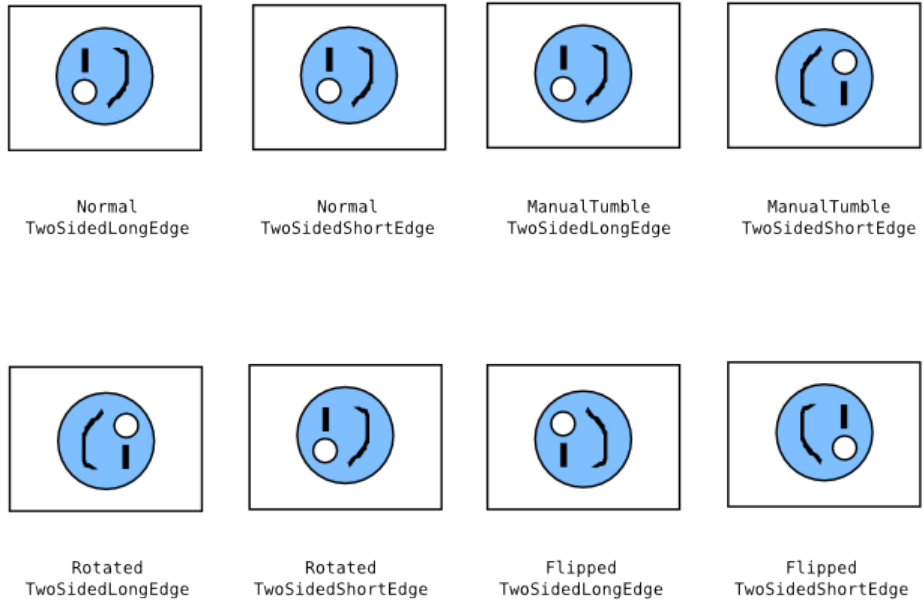 Normal
TwoSidedLongEdge
Normal
TwoSidedShortEdge
ManualTumble
TwoSidedLongEdge
ManualTumble
TwoSidedShortEdge
Rotated
TwoSidedLongEdge
Rotated
TwoSidedShortEdge
Flipped
TwoSidedLongEdge
Flipped
TwoSidedShortEdge